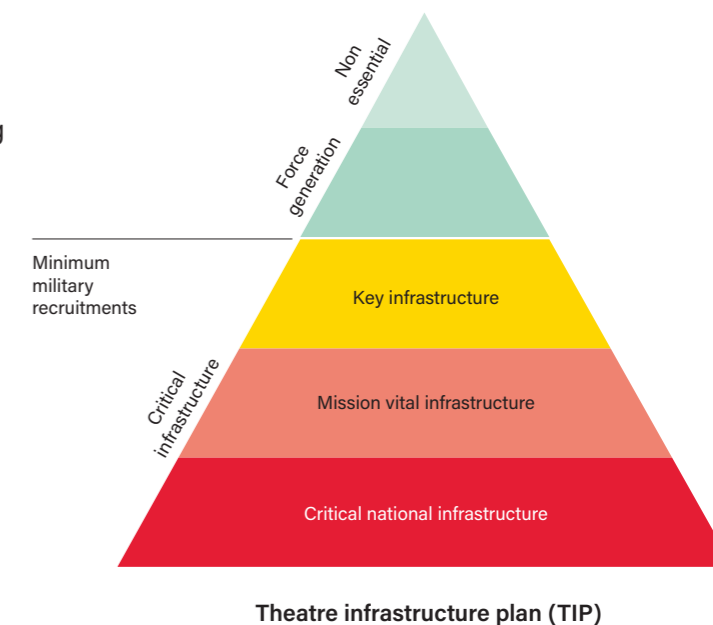 Non
essential
g
Force
generation
Minimum
military
recruitments
Key infrastructure
Critical
infrastructure
Mission vital infrastructure
Critical national infrastructure
Theatre infrastructure plan (TIP)